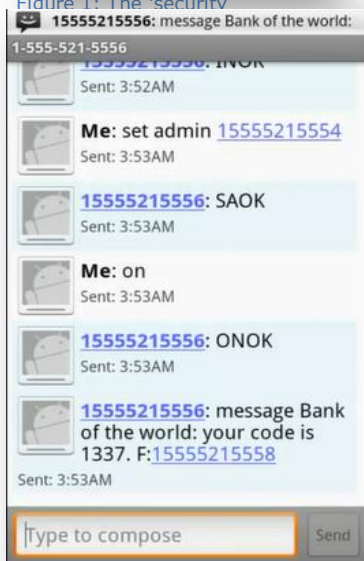 Figure 1: The 'security
15555215556: message Bank of the world:
1-555-521-5556
15555215556: INOK
Sent: 3:52AM
Me: set admin 15555215554
Sent: 3:53AM
15555215556: SAOK
Sent: 3:53AM
Me: on
Sent: 3:53AM
15555215556: ONOK
Sent: 3:53AM
15555215556: message Bank
of the world: your code is
1337. F:15555215558
Sent: 3:53AM
Type to compose
Send